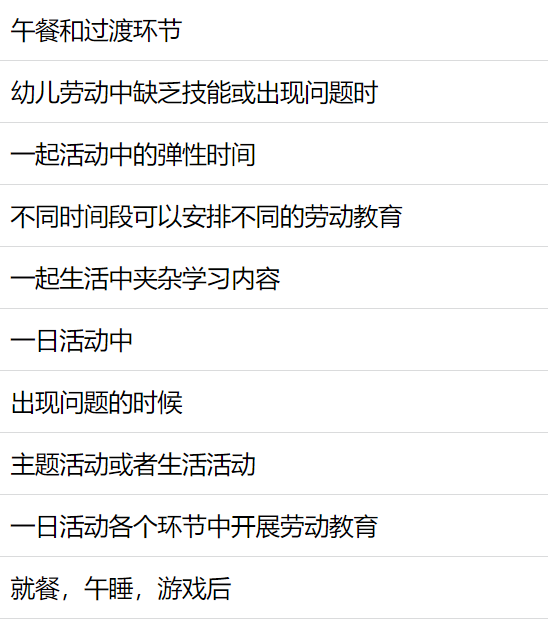 午餐和过渡环节
幼儿劳动中缺乏技能或出现问题时
一起活动中的弹性时间
不同时间段可以安排不同的劳动教育
一起生活中夹杂学习内容
一日活动中
出现问题的时候
主题活动或者生活活动
一日活动各个环节中开展劳动教育
就餐，午睡，游戏后